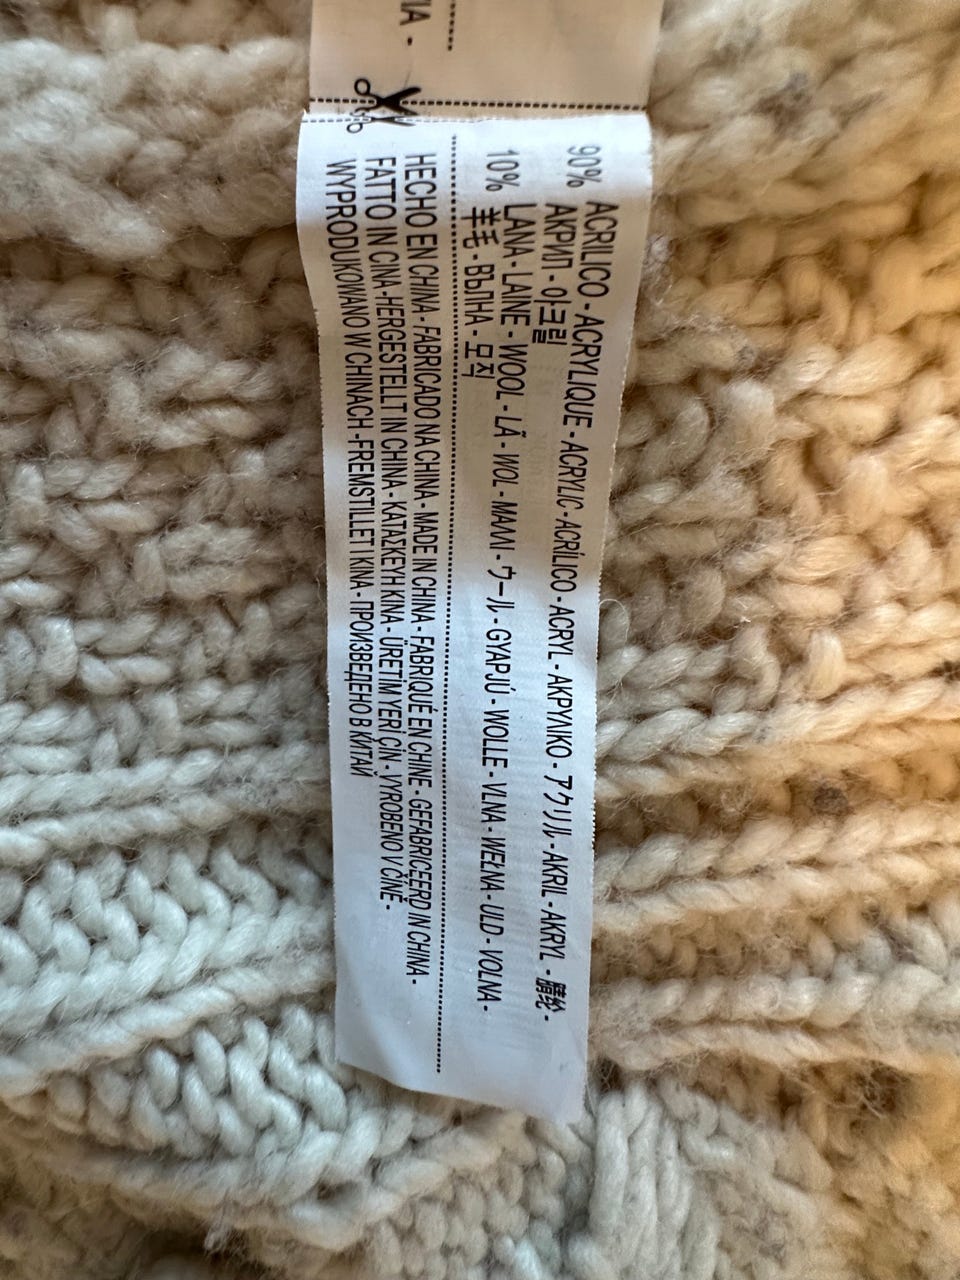 ΊΑ -
90% ACRILICO - ACRYLIQUE - ACRYLIC - ACRÍLICO - ACRYL - ΑΚΡΥΛΙΚΟ - アクリル - AKRIL - AKRYL - 腈纶 -
АКРИЛ - 아크릴
10% LANA - LAINE - WOOL - LÃ - WOL - ΜΑΛΛΙ - ウール - GYAPJÚ - WOLLE - VLNA - WEŁNA - ULD - VOLNA -
羊毛 - ВЪЛНА - 모직
HECHO EN CHINA - FABRICADO NA CHINA - MADE IN CHINA - FABRIQUÉ EN CHINE - GEFABRICEERD IN CHINA -
FATTO IN CINA -HERGESTELLT IN CHINA - ΚΑΤΑΣΚΕΥΗ ΚΙΝΑ - ÜRETİM YERİ ÇİN - VYROBENO V ČÍNĚ -
WYPRODUKOWANO W CHINACH -FREMSTILLET I KINA - ПРОИЗВЕДЕНО В КИТАЙ